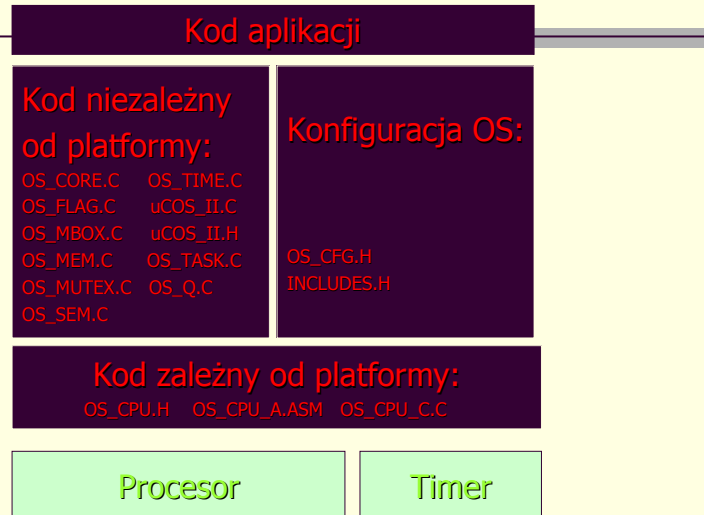 Kod aplikacji
Kod niezależny
od platformy:
OS_CORE.C OS_TIME.C
OS_FLAG.C uCOS_II.C
OS_MBOX.C uCOS_II.H
OS_MEM.C OS_TASK.C
OS_MUTEX.C OS_Q.C
OS_SEM.C
Konfiguracja OS:
OS_CFG.H
INCLUDES.H
Kod zależny od platformy:
OS_CPU.H OS_CPU_A.ASM OS_CPU_C.C
Procesor
Timer